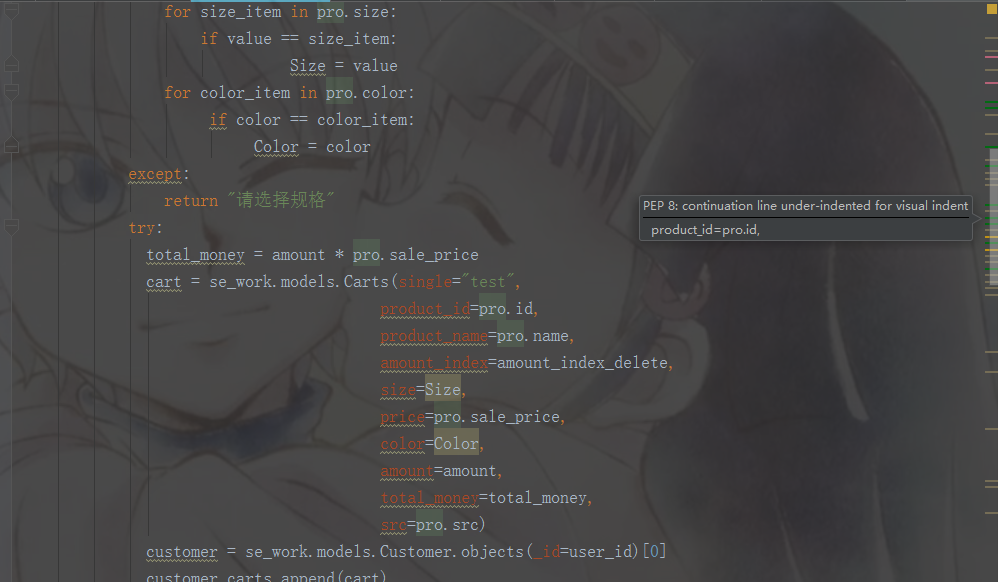 for size_item in pro.size:
if value == size_item:
Size = value
for color_item in pro.color:
if color == color_item:
Color = color
except:
return "请选择规格"
try:
PEP 8: continuation line under-indented for visual indent
product_id=pro.id,
total_money = amount * pro.sale_price
cart = se_work.models.Carts(single="test",
product_id=pro.id,
product_name=pro.name,
amount_index=amount_index_delete,
size=Size,
price=pro.sale_price,
color=Color,
amount=amount,
total_money=total_money,
src=pro.src)
customer = se_work.models.Customer.objects(_id=user_id)[0]
customer.carts.append(cart)